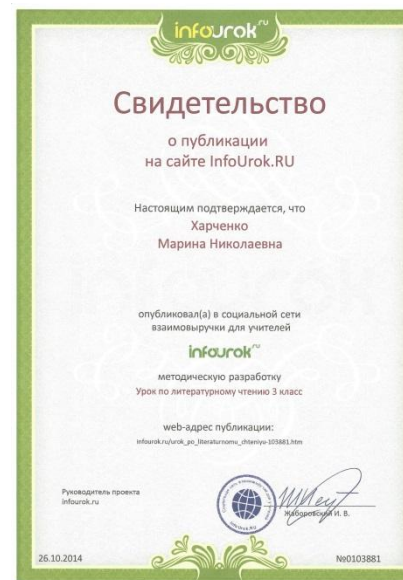 infourok.ru
Свидетельство
о публикации
на сайте InfoUrok.RU
Настоящим подтверждается, что
Харченко
Марина Николаевна
опубликовал(а) в социальной сети
взаимовыручки для учителей
infourok.ru
методическую разработку
Урок по литературному чтению 3 класс
web-адрес публикации:
infourok.ru/urok_po_literaturnomu_chteniyu-103881.htm
Руководитель проекта
infourok.ru
Жаборовский И. В.
26.10.2014
№0103881